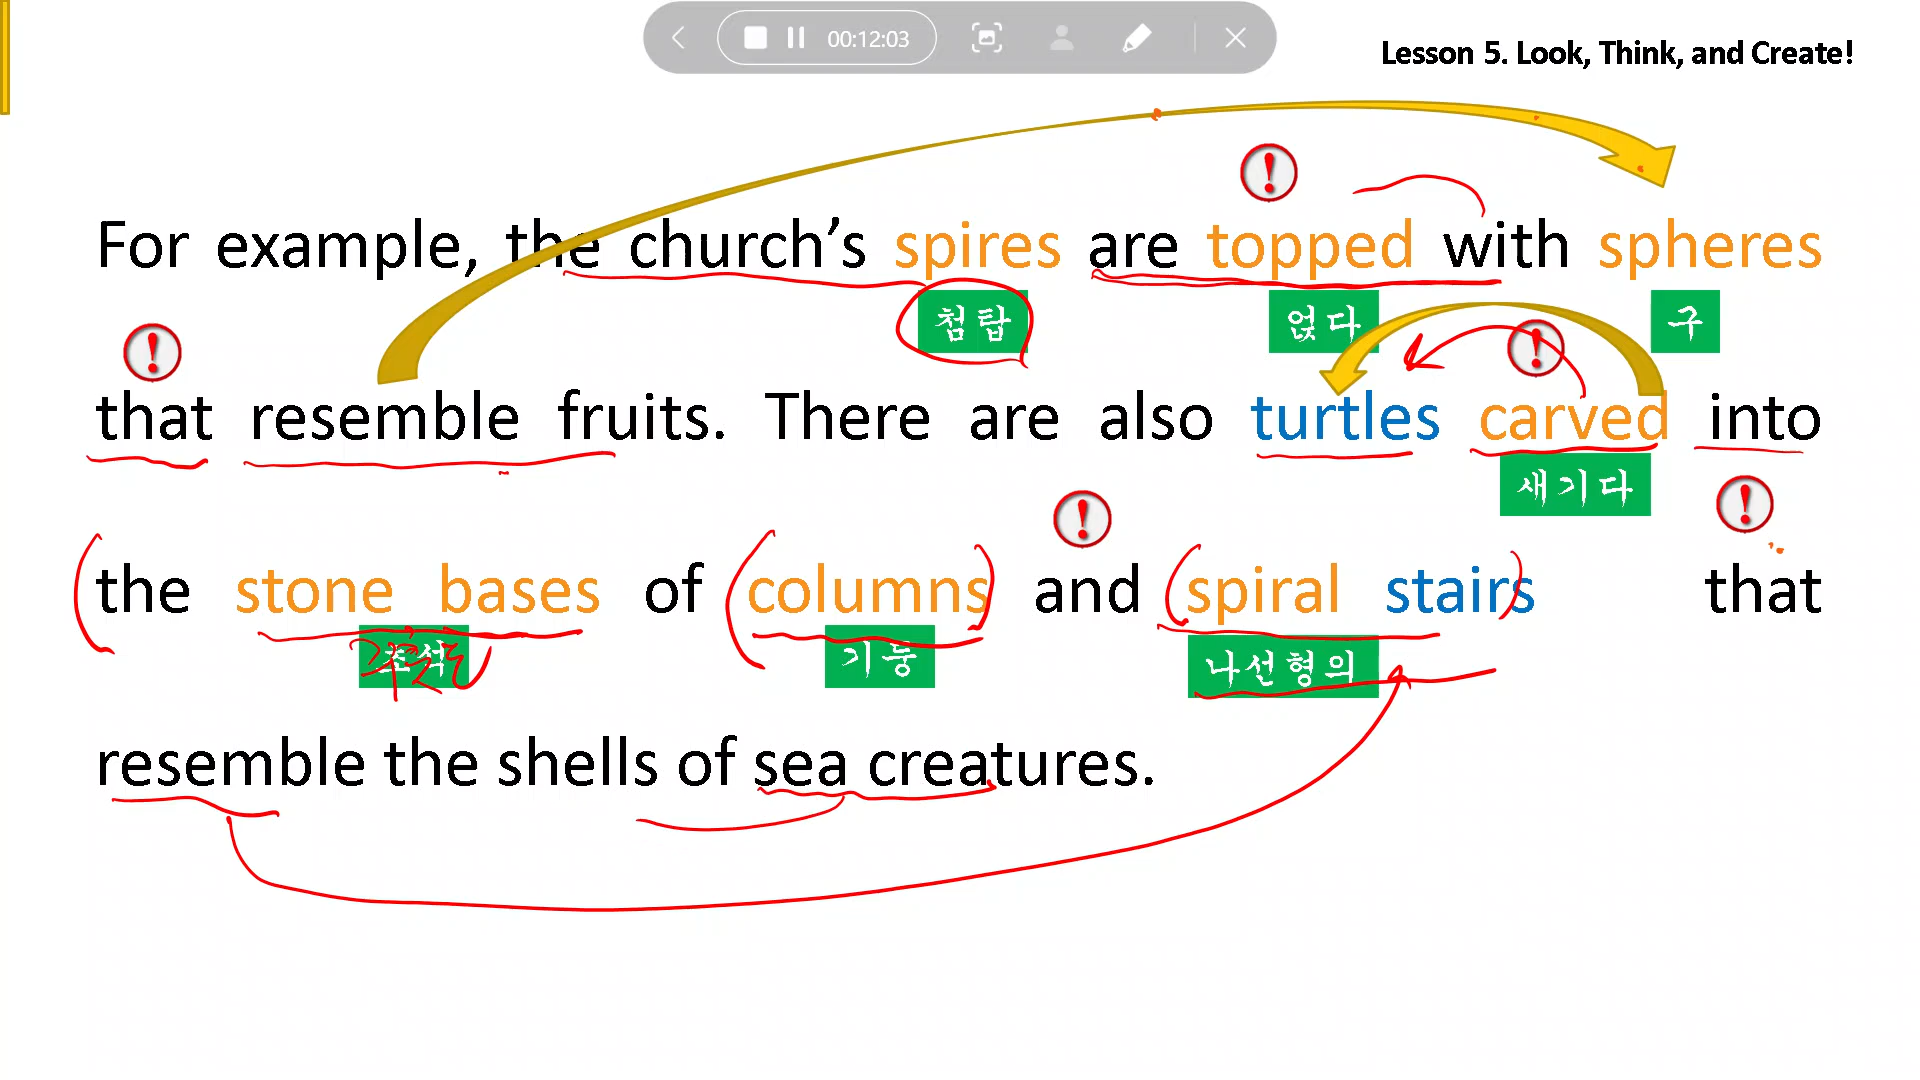 00:12:03
Lesson 5. Look, Think, and Create!
For example, the church’s spires are topped with spheres
첨탑 얹다 구
that resemble fruits. There are also turtles carved into
새기다
the stone bases of columns and spiral stairs that
초석 기둥 나선형의
resemble the shells of sea creatures.